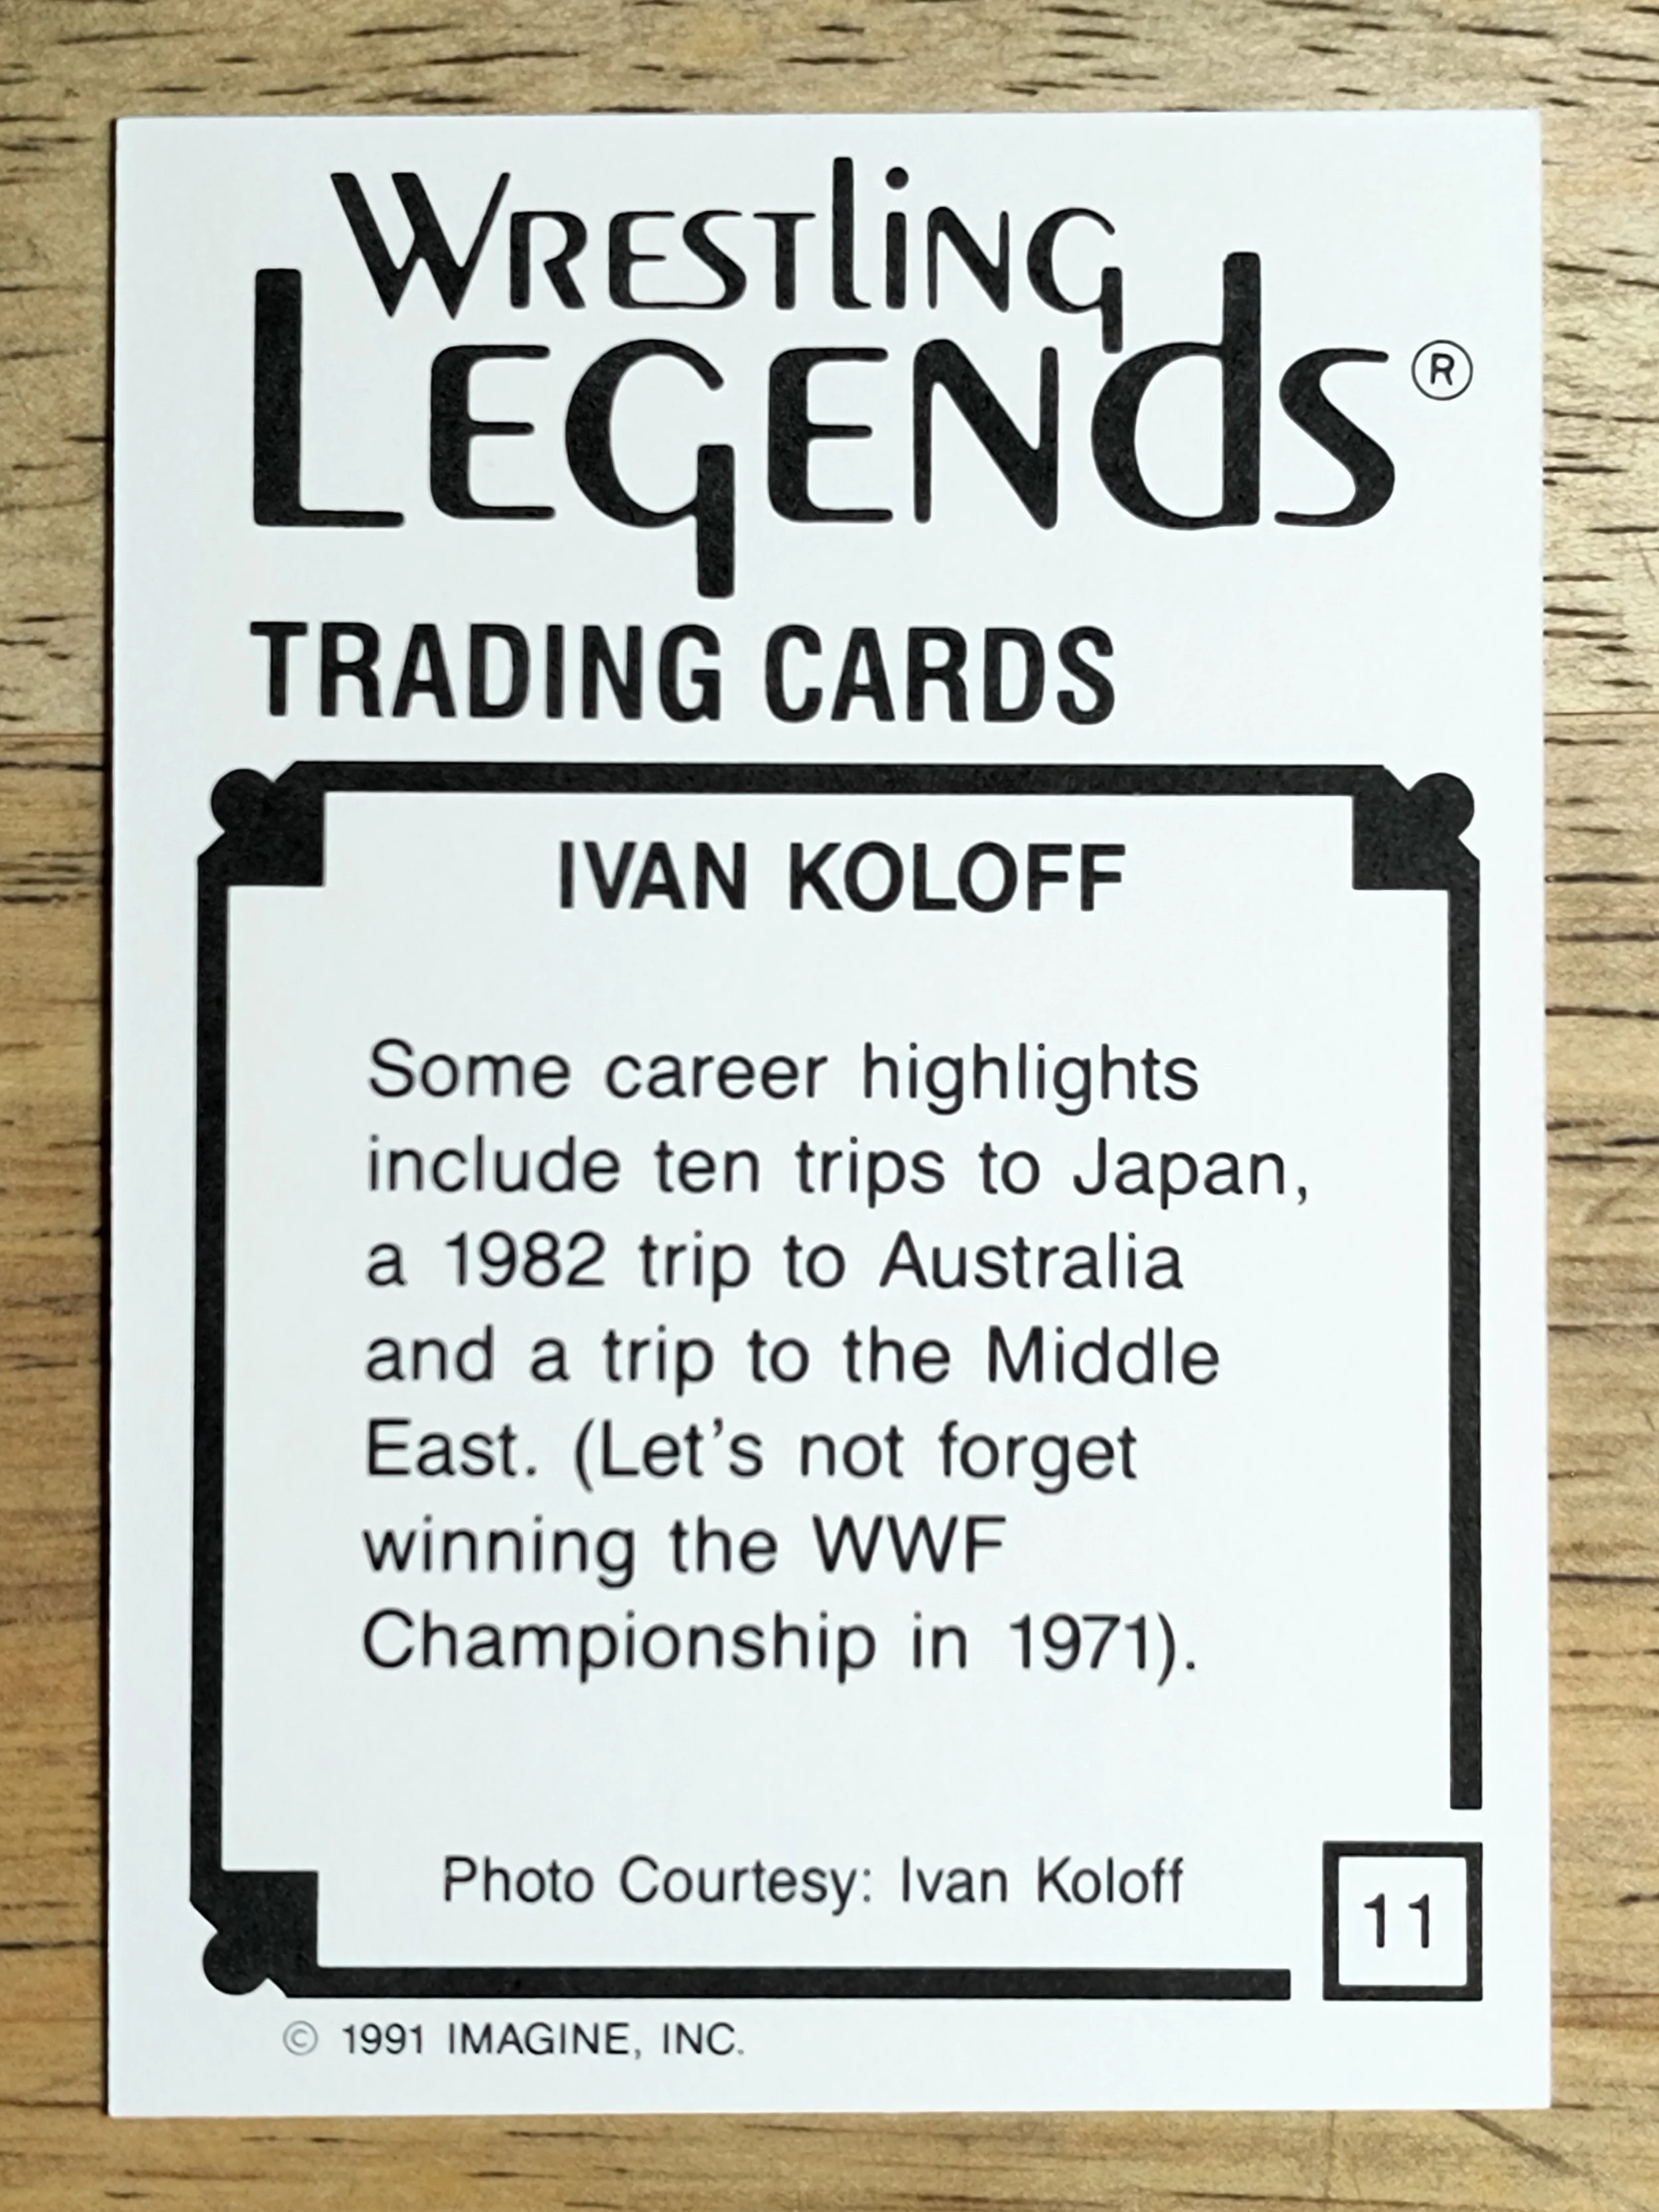 WRESTLING
LEGENDS®
TRADING CARDS
IVAN KOLOFF
Some career highlights
include ten trips to Japan,
a 1982 trip to Australia
and a trip to the Middle
East. (Let's not forget
winning the WWF
Championship in 1971).
Photo Courtesy: Ivan Koloff
11
© 1991 IMAGINE, INC.